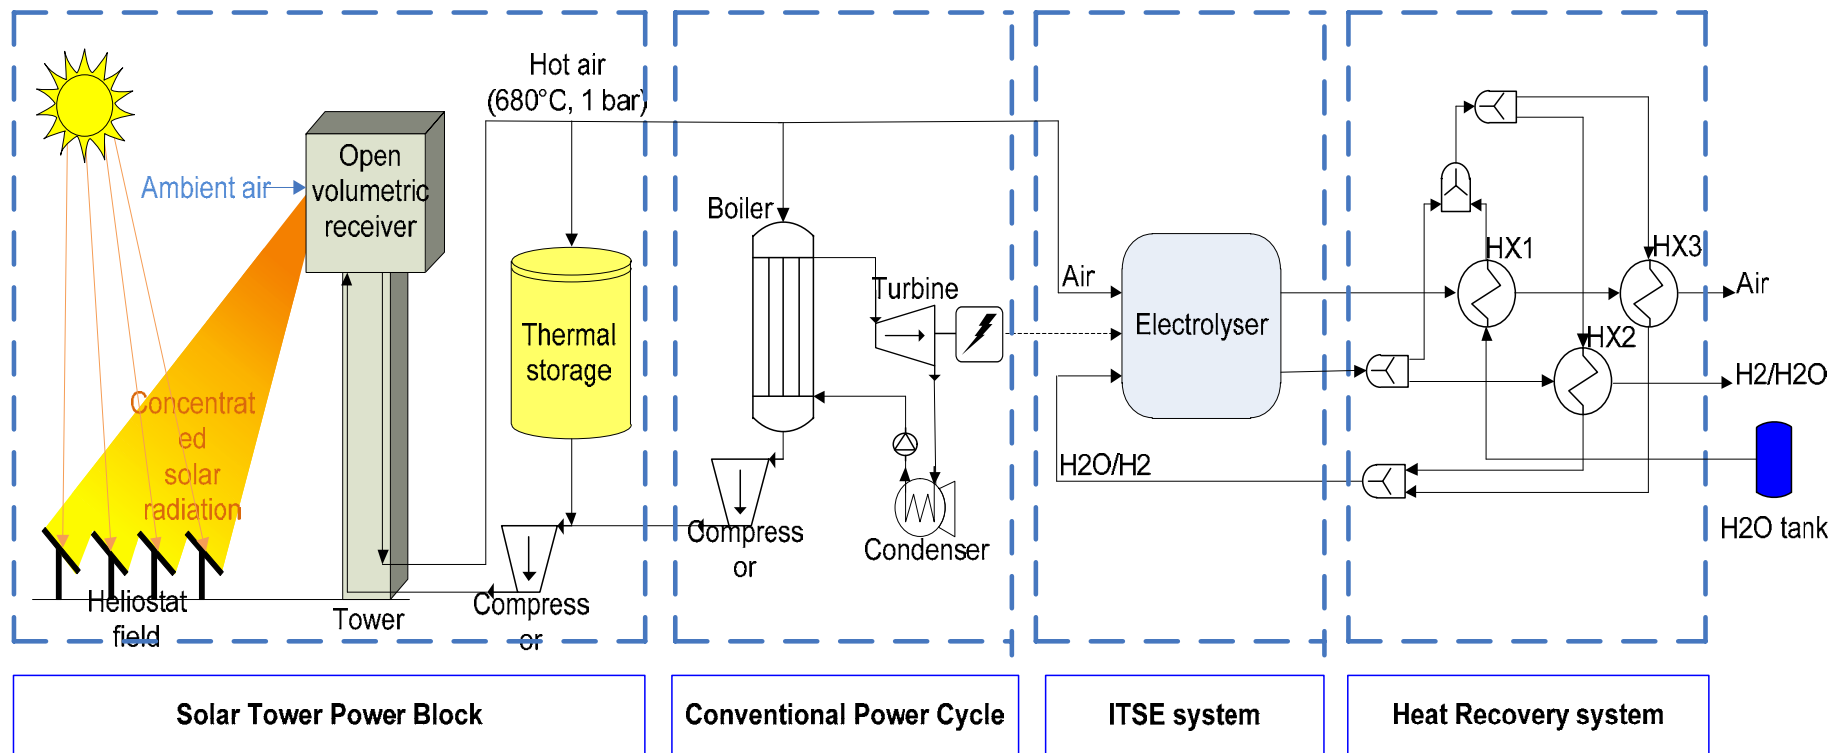 Hot air
(680°C, 1 bar)
Open
volumetric
receiver
Ambient air
Boiler
HX1
HX3
Air
Turbine
Air
Thermal
storage
Electrolyser
HX2
H2/H2O
Concentrat
ed
solar
radiation
H2O/H2
H2O tank
Compress
or
Condenser
Heliostat
field
Tower
Compress
or
Solar Tower Power Block
Conventional Power Cycle
ITSE system
Heat Recovery system